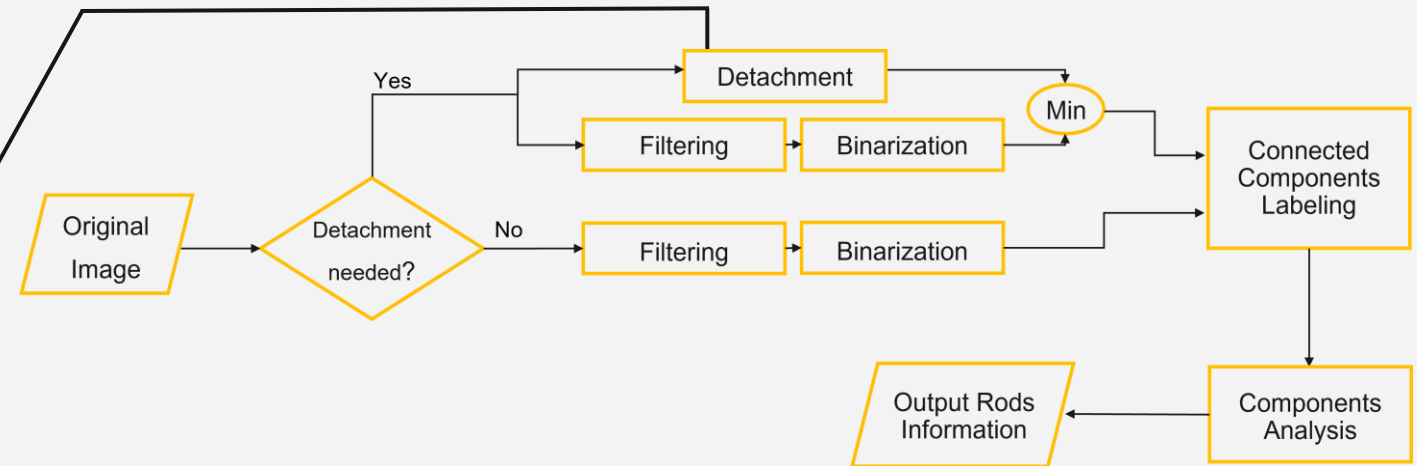 Yes
Detachment
Min
Filtering
Binarization
Connected
Components
Labeling
Original
Image
Detachment
needed?
No
Filtering
Binarization
Output Rods
Information
Components
Analysis